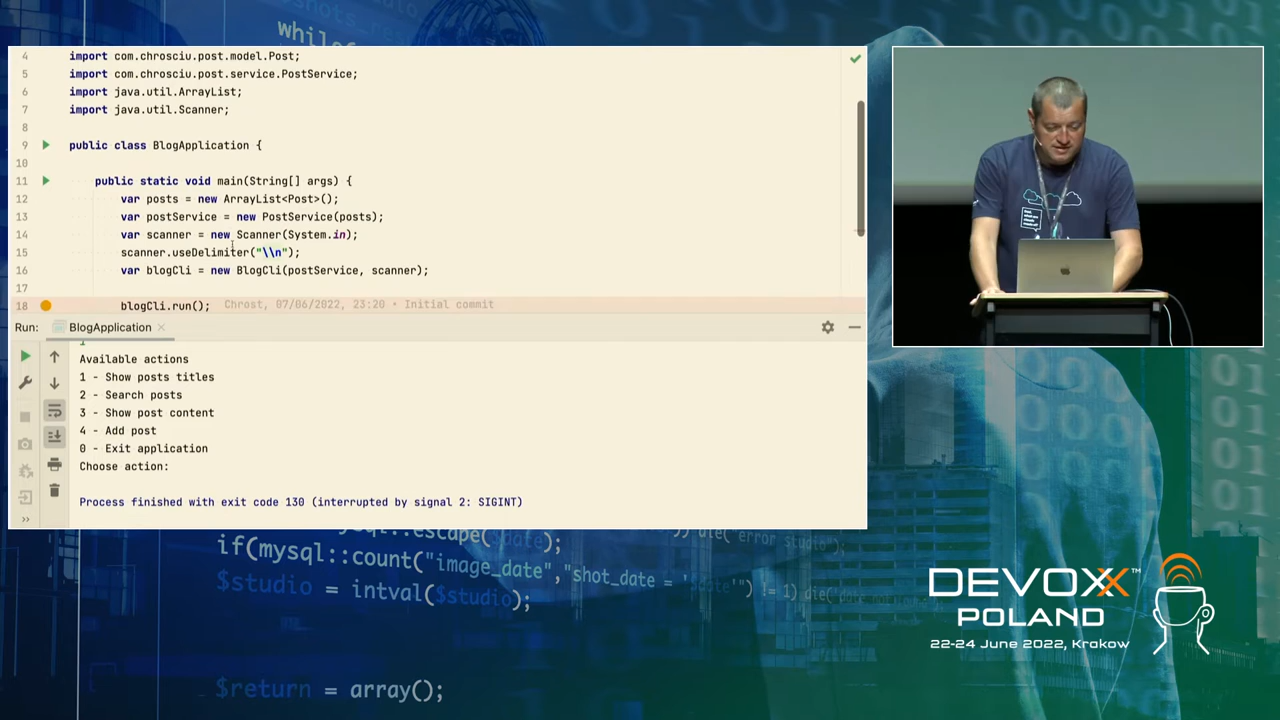 while
4 import com.chrosciu.post.model.Post;
5 import com.chrosciu.post.service.PostService;
6 import java.util.ArrayList;
7 import java.util.Scanner;
8
9 public class BlogApplication {
10
11 public static void main(String[] args) {
12 var posts = new ArrayList<Post>();
13 var postService = new PostService(posts);
14 var scanner = new Scanner(System.in);
15 scanner.useDelimiter("\\n");
16 var blogCli = new BlogCli(postService, scanner);
17
18 blogCli.run(); Chrost, 07/06/2022, 23:20 • Initial commit
Run: BlogApplication
Available actions
1 - Show posts titles
2 - Search posts
3 - Show post content
4 - Add post
0 - Exit application
Choose action:
Process finished with exit code 130 (interrupted by signal 2: SIGINT)
if(mysql::count("image_date","shot_date = '$date'") != 1) die(
$studio = intval($studio);
$return = array();
DEVOXX™
POLAND
22-24 June 2022, Krakow